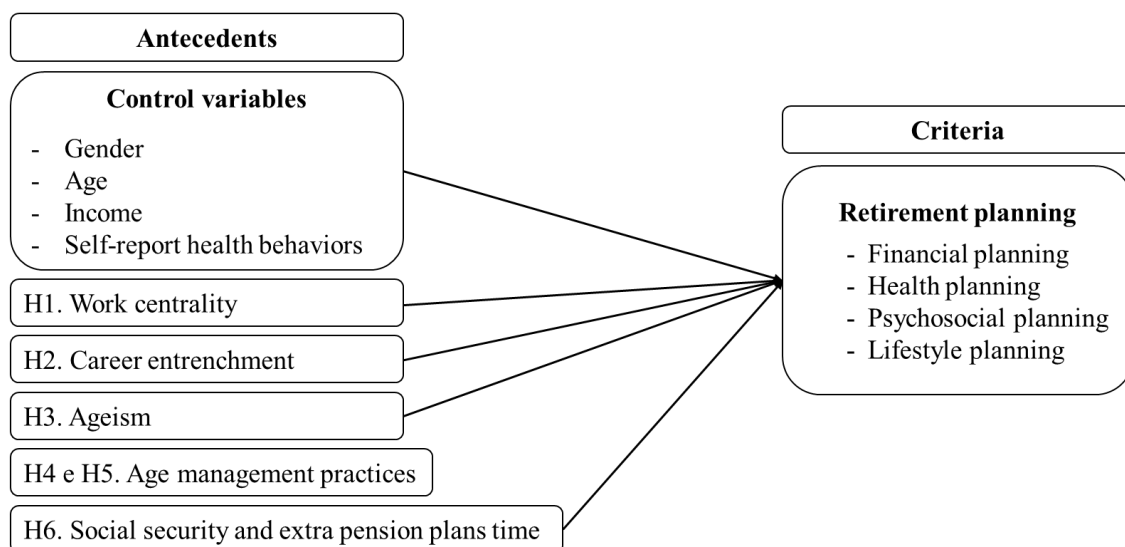 Antecedents
Control variables
- Gender
- Age
- Income
- Self-report health behaviors
H1. Work centrality
H2. Career entrenchment
H3. Ageism
H4 e H5. Age management practices
H6. Social security and extra pension plans time
Criteria
Retirement planning
- Financial planning
- Health planning
- Psychosocial planning
- Lifestyle planning